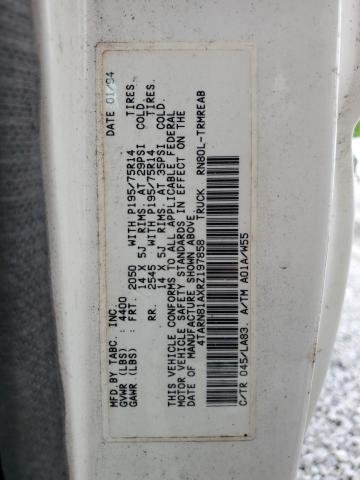 MFD.BY TABC, INC. DATE 01/94
GVWR (LBS) : 4400
GAWR (LBS) : FRT. 2050 WITH P195/75R14 TIRES.
14 X 5J RIMS,AT 29PSI COLD.
RR. 2545 WITH P195/75R14 TIRES.
14 X 5J RIMS,AT 35PSI COLD.
THIS VEHICLE CONFORMS TO ALL APPLICABLE FEDERAL
MOTOR VEHICLE SAFETY STANDARDS IN EFFECT ON THE
DATE OF MANUFACTURE SHOWN ABOVE.
4TARN81AXRZ197858 TRUCK RN80L-TRMREAB
C/TR 045/LA83. A/TM A01A/W55